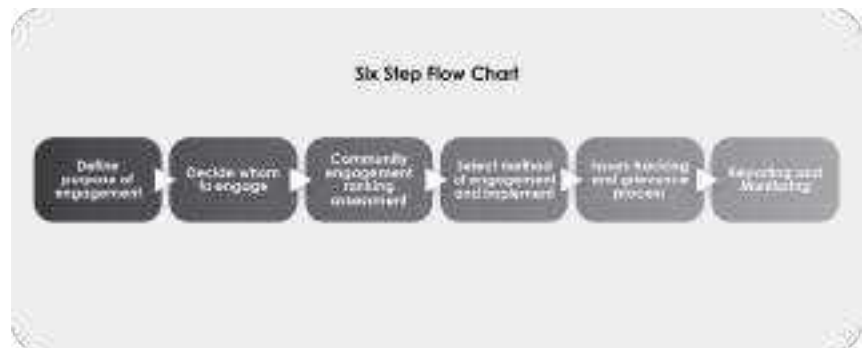 Six Step Flow Chart
Define
purpose of
engagement
Decide whom
to engage
Community
engagement
ranking
assessment
Select method
of engagement
and implement
Issues tracking
and grievance
process
Reporting and
Monitoring